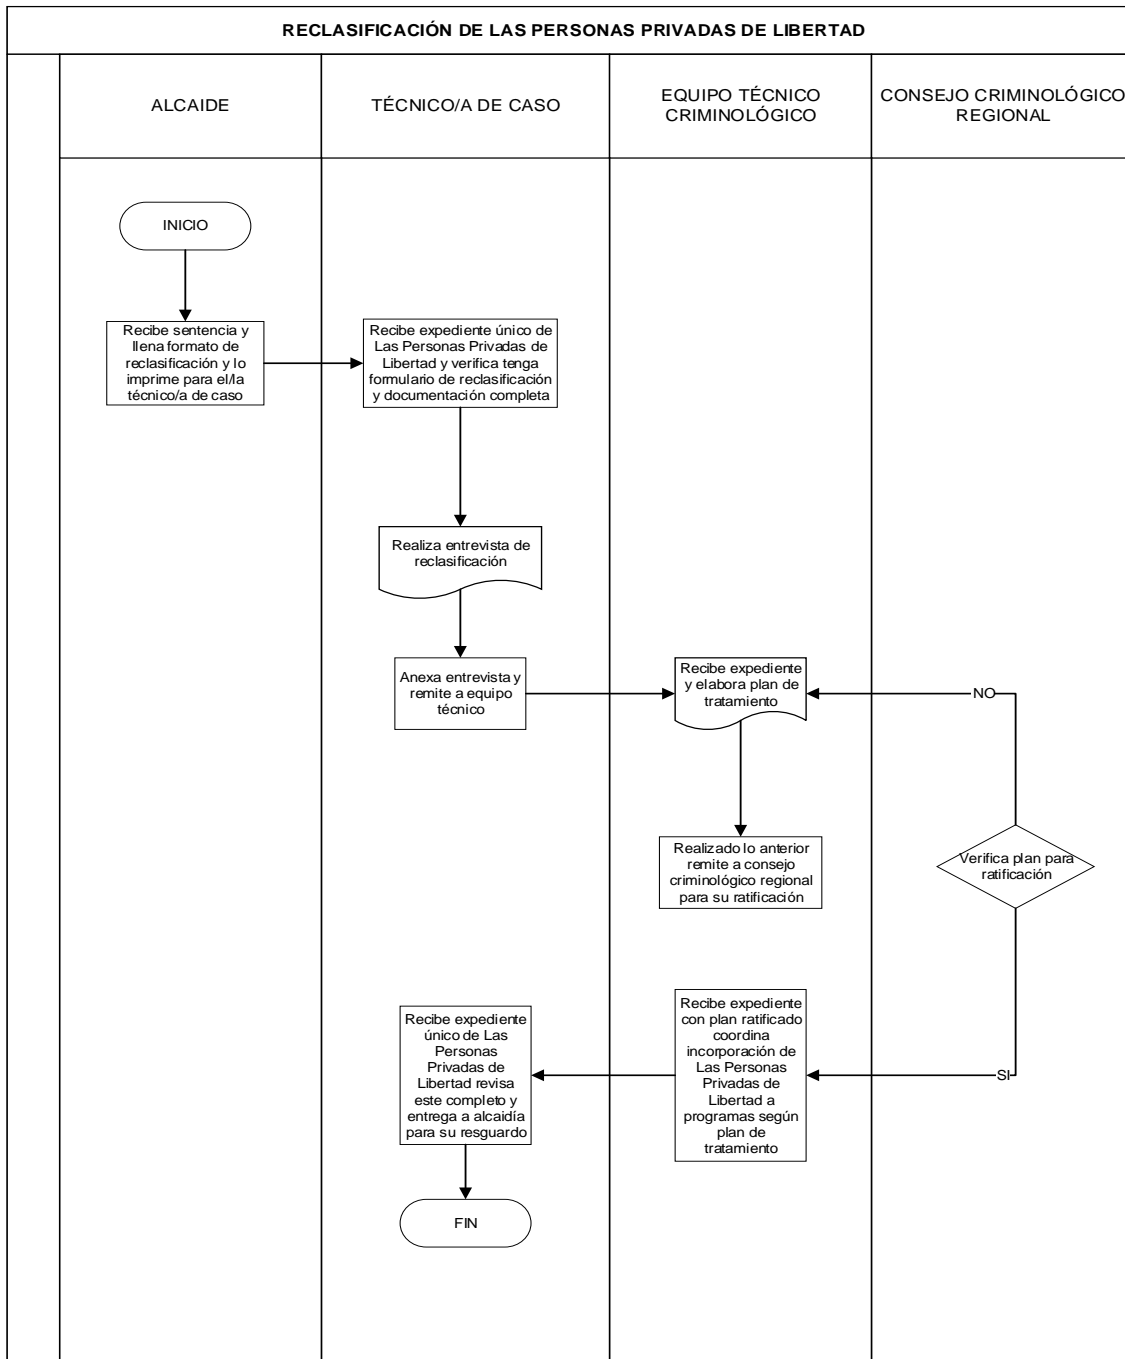 RECLASIFICACIÓN DE LAS PERSONAS PRIVADAS DE LIBERTAD
ALCAIDE
TÉCNICO/A DE CASO
EQUIPO TÉCNICO
CRIMINOLÓGICO
CONSEJO CRIMINOLÓGICO
REGIONAL
INICIO
Recibe sentencia y
llena formato de
reclasificación y lo
imprime para el/la
técnico/a de caso
Recibe expediente único de
Las Personas Privadas de
Libertad y verifica tenga
formulario de reclasificación
y documentación completa
Realiza entrevista de
reclasificación
Anexa entrevista y
remite a equipo
técnico
Recibe expediente
y elabora plan de
tratamiento
NO
Realizado lo anterior
remite a consejo
criminológico regional
para su ratificación
Verifica plan para
ratificación
SI
Recibe expediente
con plan ratificado
coordina
incorporación de
Las Personas
Privadas de
Libertad a
programas según
plan de
tratamiento
Recibe expediente
único de Las
Personas
Privadas de
Libertad revisa
este completo y
entrega a alcaidía
para su resguardo
FIN